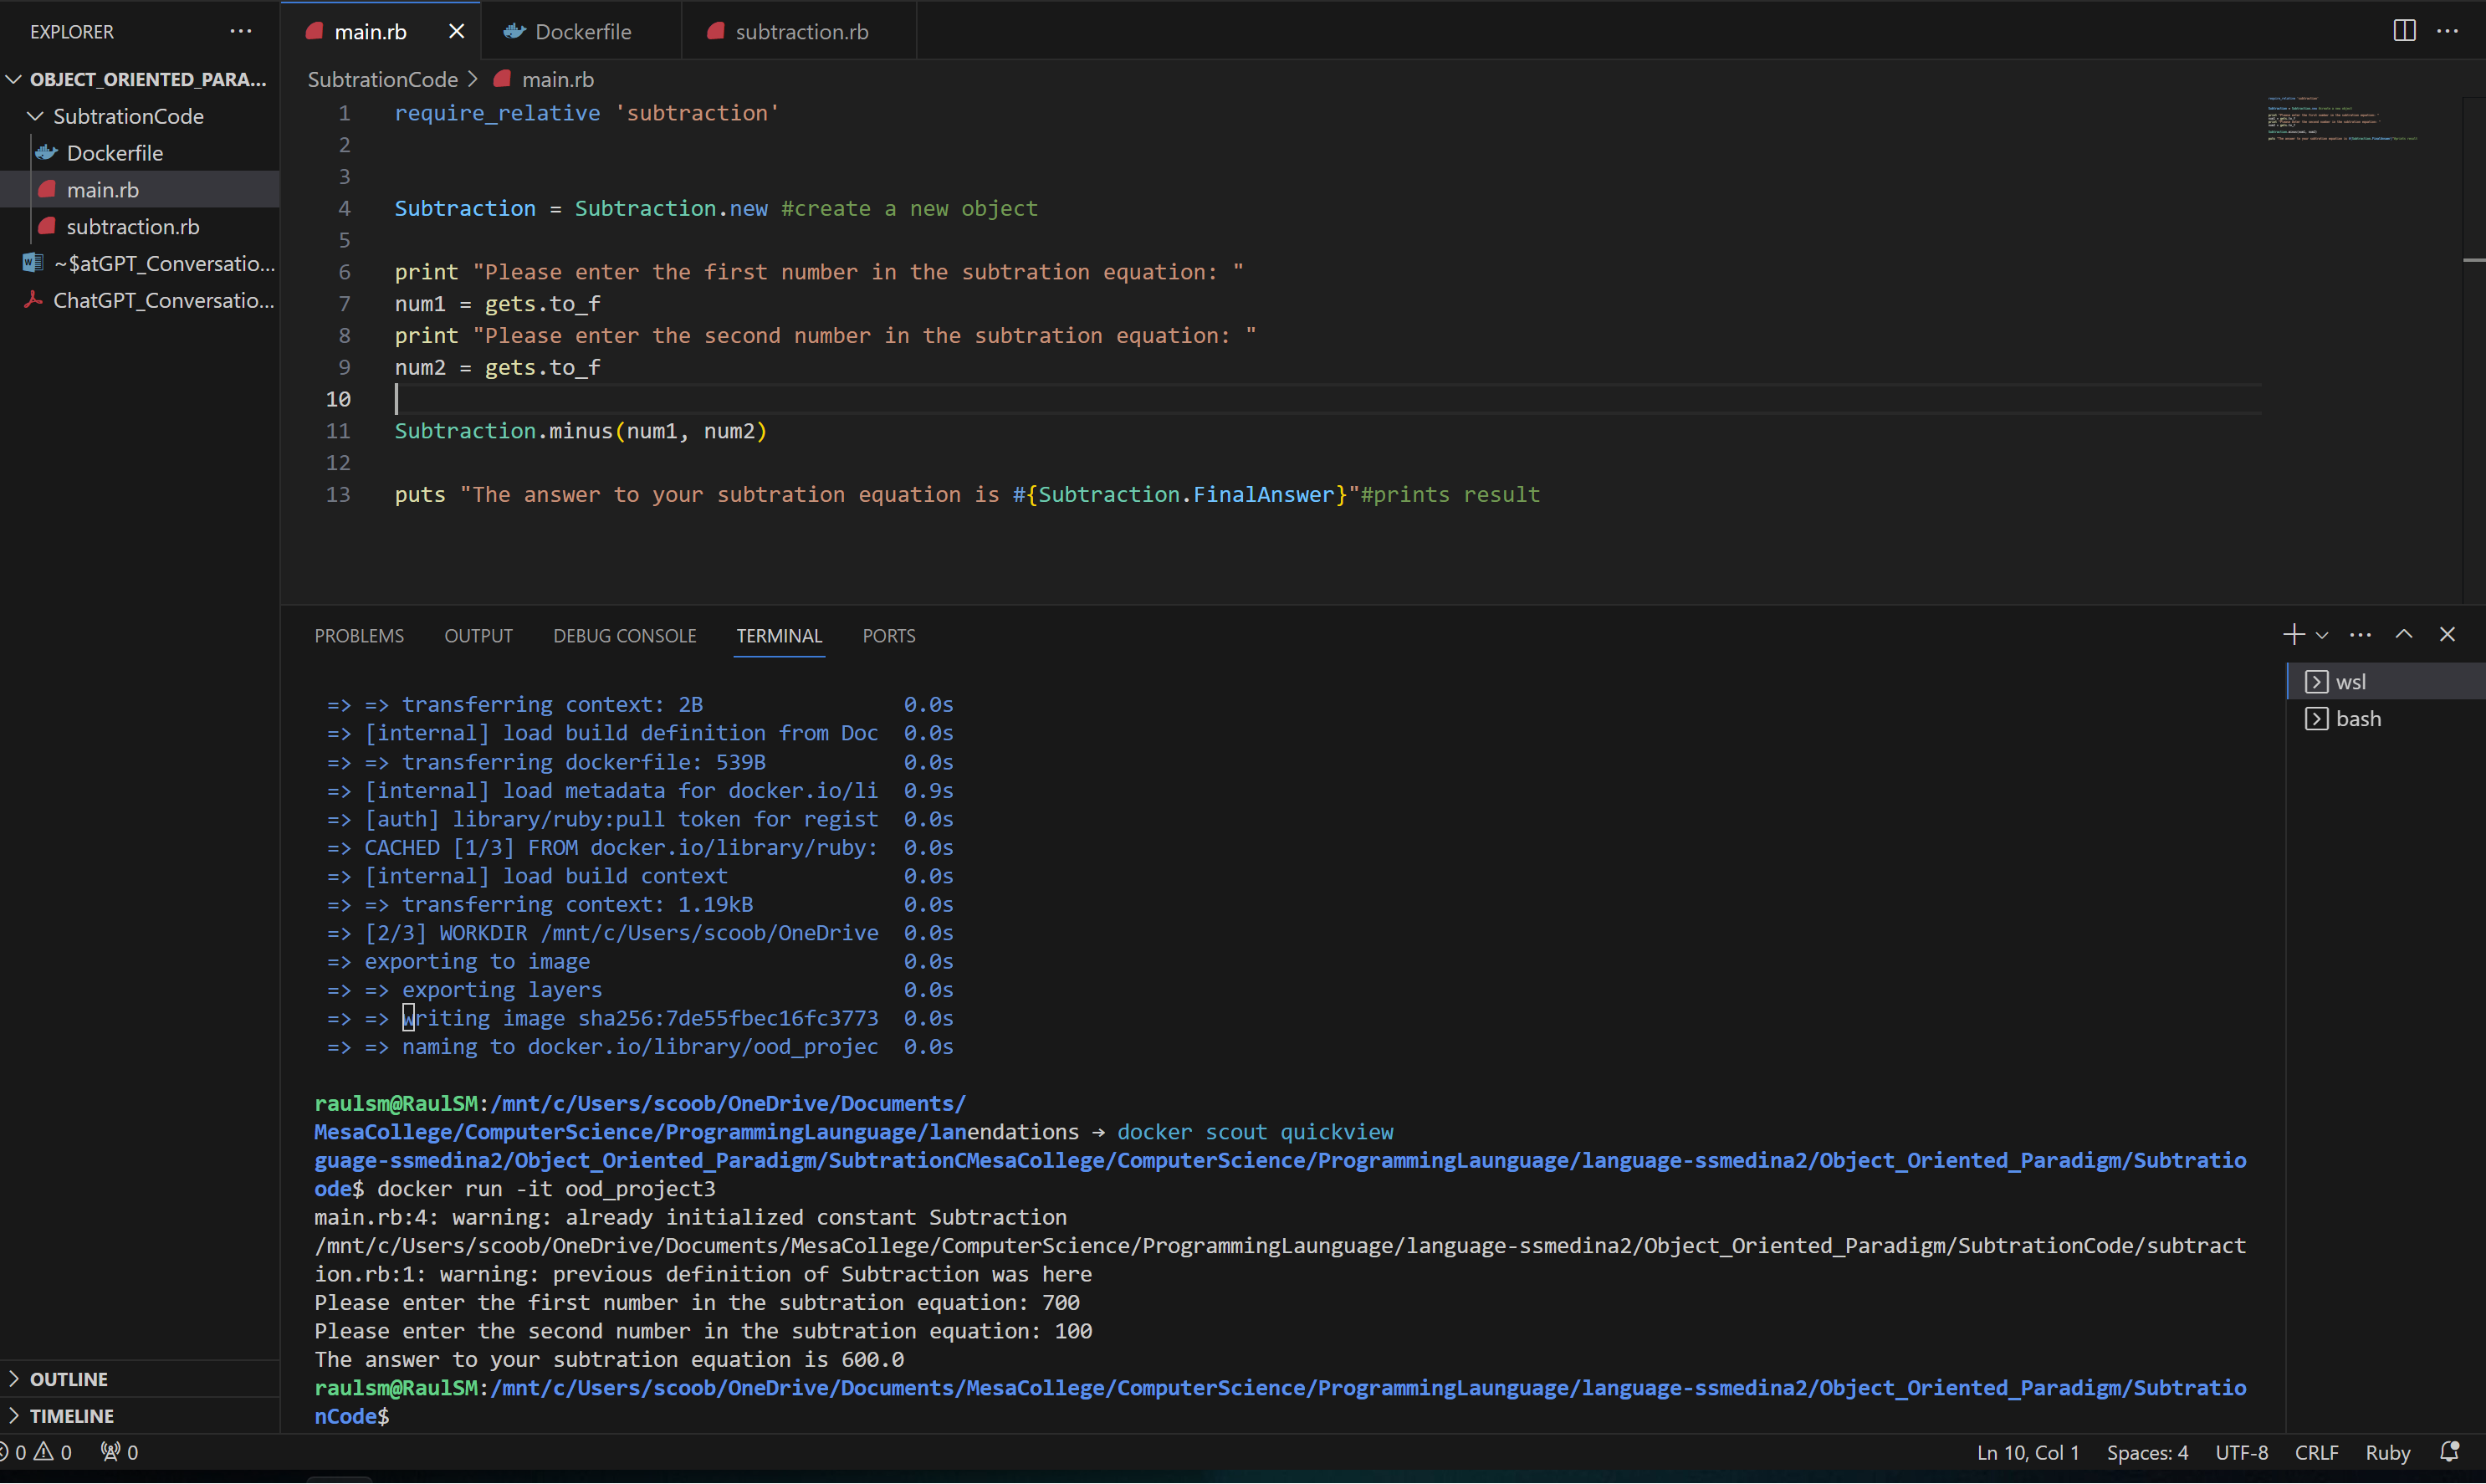 EXPLORER
OBJECT_ORIENTED_PARA...
SubtrationCode
Dockerfile
main.rb
subtraction.rb
~$atGPT_Conversatio...
ChatGPT_Conversatio...
OUTLINE
TIMELINE
main.rb
Dockerfile
subtraction.rb
SubtrationCode > main.rb
1 require_relative 'subtraction'
2
3
4 Subtraction = Subtraction.new #create a new object
5
6 print "Please enter the first number in the subtration equation: "
7 num1 = gets.to_f
8 print "Please enter the second number in the subtration equation: "
9 num2 = gets.to_f
10
11 Subtraction.minus(num1, num2)
12
13 puts "The answer to your subtration equation is #{Subtraction.FinalAnswer}"#prints result
PROBLEMS OUTPUT DEBUG CONSOLE TERMINAL PORTS
wsl
bash
=> => transferring context: 2B 0.0s
=> [internal] load build definition from Doc 0.0s
=> => transferring dockerfile: 539B 0.0s
=> [internal] load metadata for docker.io/li 0.9s
=> [auth] library/ruby:pull token for regist 0.0s
=> CACHED [1/3] FROM docker.io/library/ruby: 0.0s
=> [internal] load build context 0.0s
=> => transferring context: 1.19kB 0.0s
=> [2/3] WORKDIR /mnt/c/Users/scoob/OneDrive 0.0s
=> exporting to image 0.0s
=> => exporting layers 0.0s
=> => writing image sha256:7de55fbec16fc3773 0.0s
=> => naming to docker.io/library/ood_projec 0.0s
raulsm@RaulSM:/mnt/c/Users/scoob/OneDrive/Documents/
MesaCollege/ComputerScience/ProgrammingLaunguage/lanendations → docker scout quickview
guage-ssmedina2/Object_Oriented_Paradigm/SubtrationCMesaCollege/ComputerScience/ProgrammingLaunguage/language-ssmedina2/Object_Oriented_Paradigm/Subtratio
ode$ docker run -it ood_project3
main.rb:4: warning: already initialized constant Subtraction
/mnt/c/Users/scoob/OneDrive/Documents/MesaCollege/ComputerScience/ProgrammingLaunguage/language-ssmedina2/Object_Oriented_Paradigm/SubtrationCode/subtract
ion.rb:1: warning: previous definition of Subtraction was here
Please enter the first number in the subtration equation: 700
Please enter the second number in the subtration equation: 100
The answer to your subtration equation is 600.0
raulsm@RaulSM:/mnt/c/Users/scoob/OneDrive/Documents/MesaCollege/ComputerScience/ProgrammingLaunguage/language-ssmedina2/Object_Oriented_Paradigm/Subtratio
nCode$
0 0 0
Ln 10, Col 1 Spaces: 4 UTF-8 CRLF Ruby